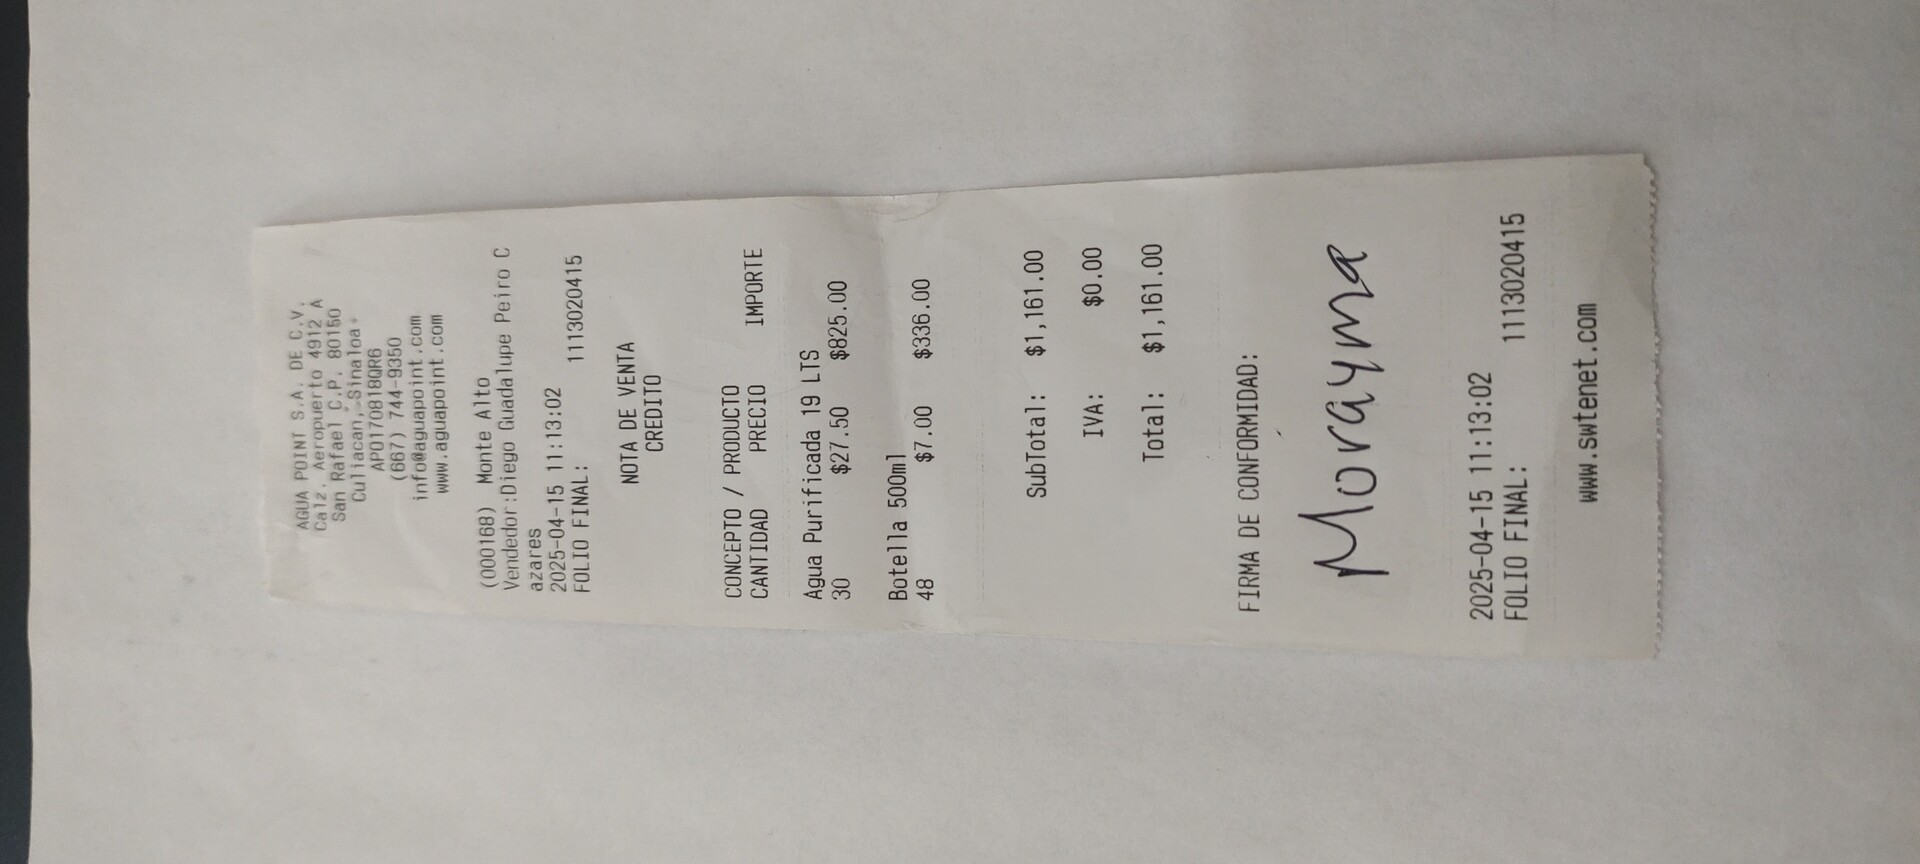 AGUA POINT S.A. DE C.V.
Calz. Aeropuerto 4912 A
San Rafael C.P. 80150
Culiacan, Sinaloa.
APO170818QR6
(667) 744-9350
info@aguapoint.com
www.aguapoint.com
(000168) Monte Alto
Vendedor:Diego Guadalupe Peiro C
azares
2025-04-15 11:13:02
FOLIO FINAL: 1113020415
NOTA DE VENTA
CREDITO
CONCEPTO / PRODUCTO
CANTIDAD PRECIO IMPORTE
Agua Purificada 19 LTS
30 $27.50 $825.00
Botella 500ml
48 $7.00 $336.00
SubTotal: $1,161.00
IVA: $0.00
Total: $1,161.00
FIRMA DE CONFORMIDAD:
Morayma
2025-04-15 11:13:02
FOLIO FINAL: 1113020415
www.swtenet.com